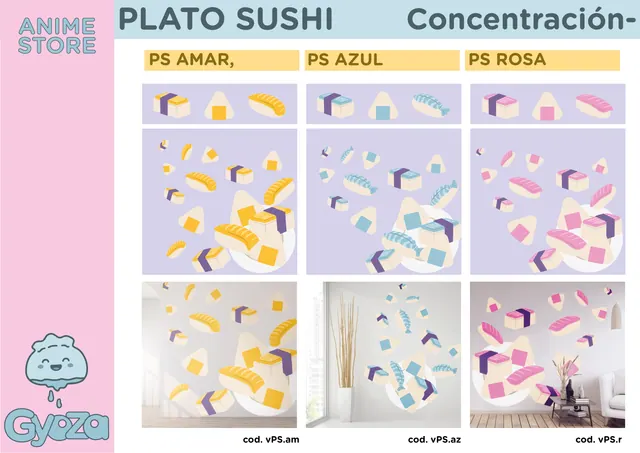 ANIME
STORE
PLATO SUSHI Concentración-
PS AMAR, PS AZUL PS ROSA
cod. vPS.am cod. vPS.az cod. vPS.r
Gyoza